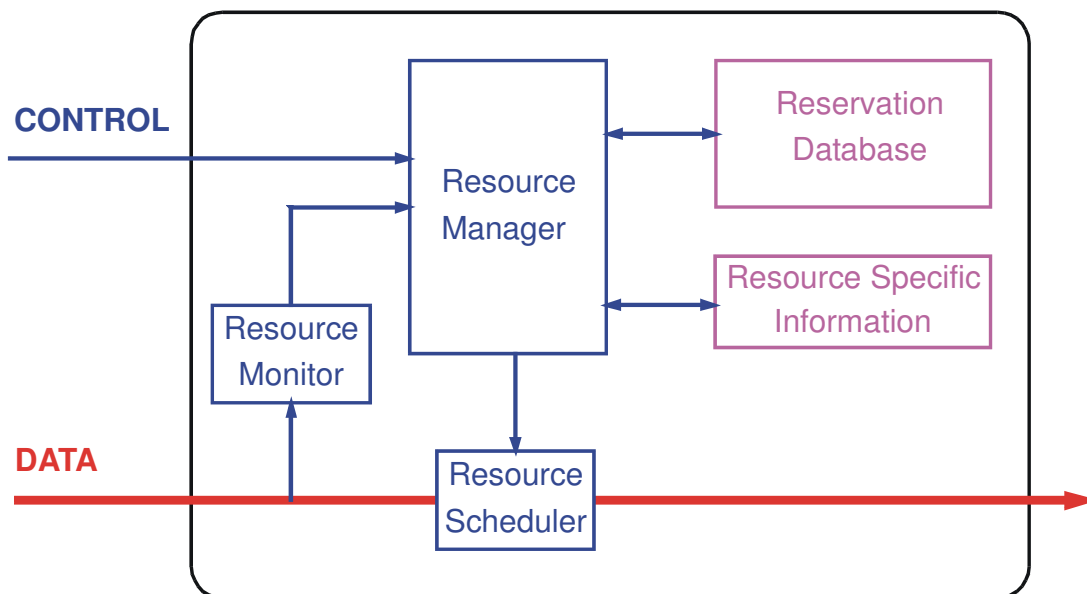 CONTROL
Resource
Manager
Reservation
Database
Resource Specific
Information
Resource
Monitor
DATA
Resource
Scheduler